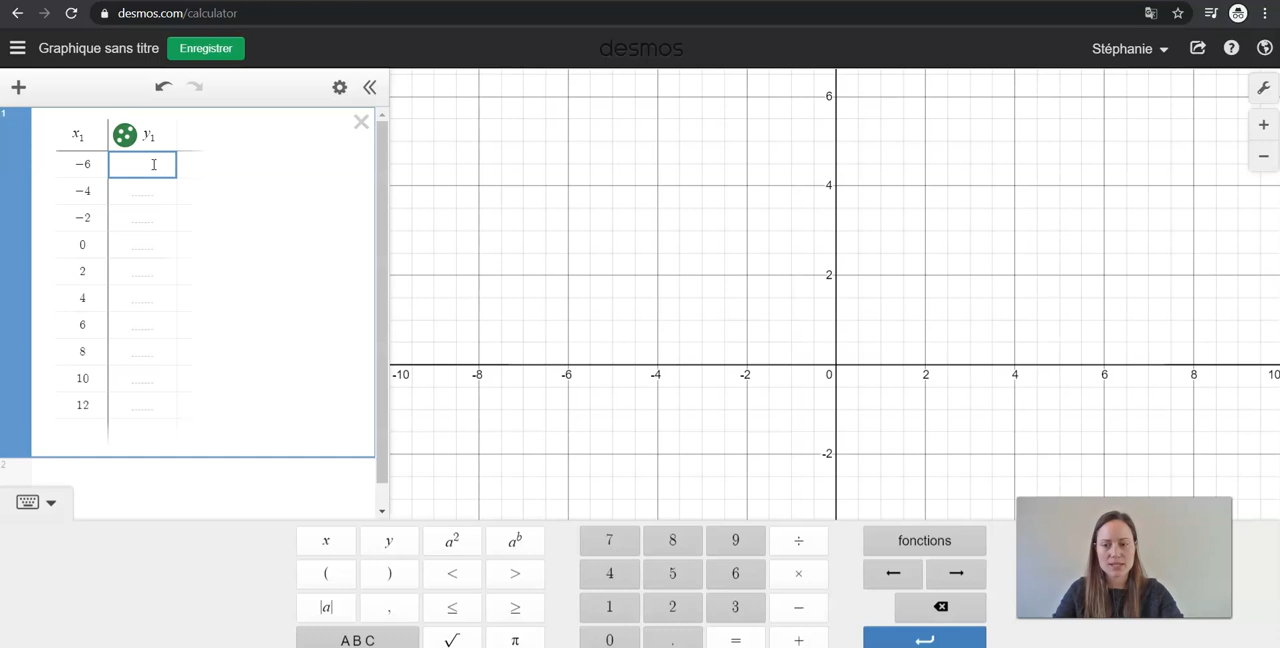 desmos.com/calculator
Graphique sans titre
Enregistrer
desmos
Stéphanie
?
1
x₁ y₁
−6
−4
−2
0
2
4
6
8
10
12
2
6
4
2
-10 -8 -6 -4 -2 0 2 4 6 8 10
-2
x y a² aᵇ 7 8 9 ÷ fonctions
( ) < > 4 5 6 × ← →
|a| , ≤ ≥ 1 2 3 −
A B C √ π 0 . = +